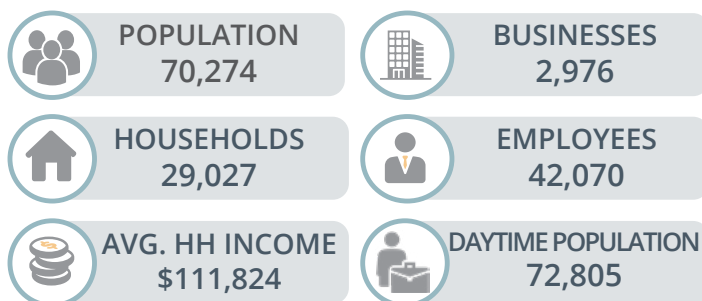 POPULATION
70,274
BUSINESSES
2,976
HOUSEHOLDS
29,027
EMPLOYEES
42,070
AVG. HH INCOME
$111,824
DAYTIME POPULATION
72,805